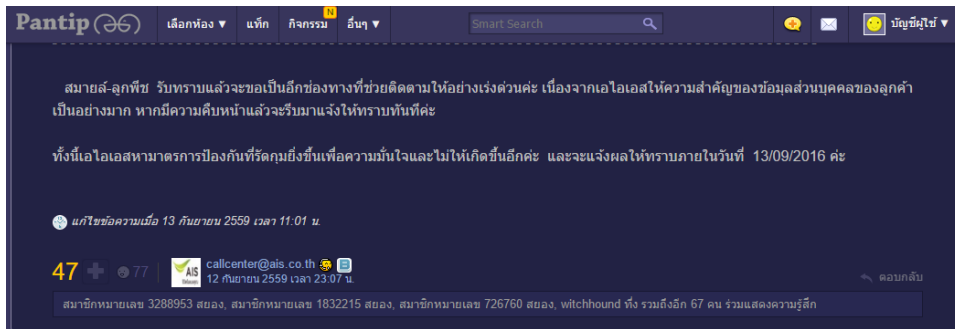 Pantip เลือกห้อง ▼ แท็ก กิจกรรม N อื่นๆ ▼ Smart Search บัญชีผู้ใช้ ▼
สมายล์-ลูกพีช รับทราบแล้วจะขอเป็นอีกช่องทางที่ช่วยติดตามให้อย่างเร่งด่วนค่ะ เนื่องจากเอไอเอสให้ความสำคัญของข้อมูลส่วนบุคคลของลูกค้า
เป็นอย่างมาก หากมีความคืบหน้าแล้วจะรีบมาแจ้งให้ทราบทันทีค่ะ
ทั้งนี้เอไอเอสหามาตรการป้องกันที่รัดกุมยิ่งขึ้นเพื่อความมั่นใจและไม่ให้เกิดขึ้นอีกค่ะ และจะแจ้งผลให้ทราบภายในวันที่ 13/09/2016 ค่ะ
แก้ไขข้อความเมื่อ 13 กันยายน 2559 เวลา 11:01 น.
47 77 AIS callcenter@ais.co.th
12 กันยายน 2559 เวลา 23:07 น.
ตอบกลับ
สมาชิกหมายเลข 3288953 สยอง, สมาชิกหมายเลข 1832215 สยอง, สมาชิกหมายเลข 726760 สยอง, witchhound ทึ่ง รวมถึงอีก 67 คน ร่วมแสดงความรู้สึก